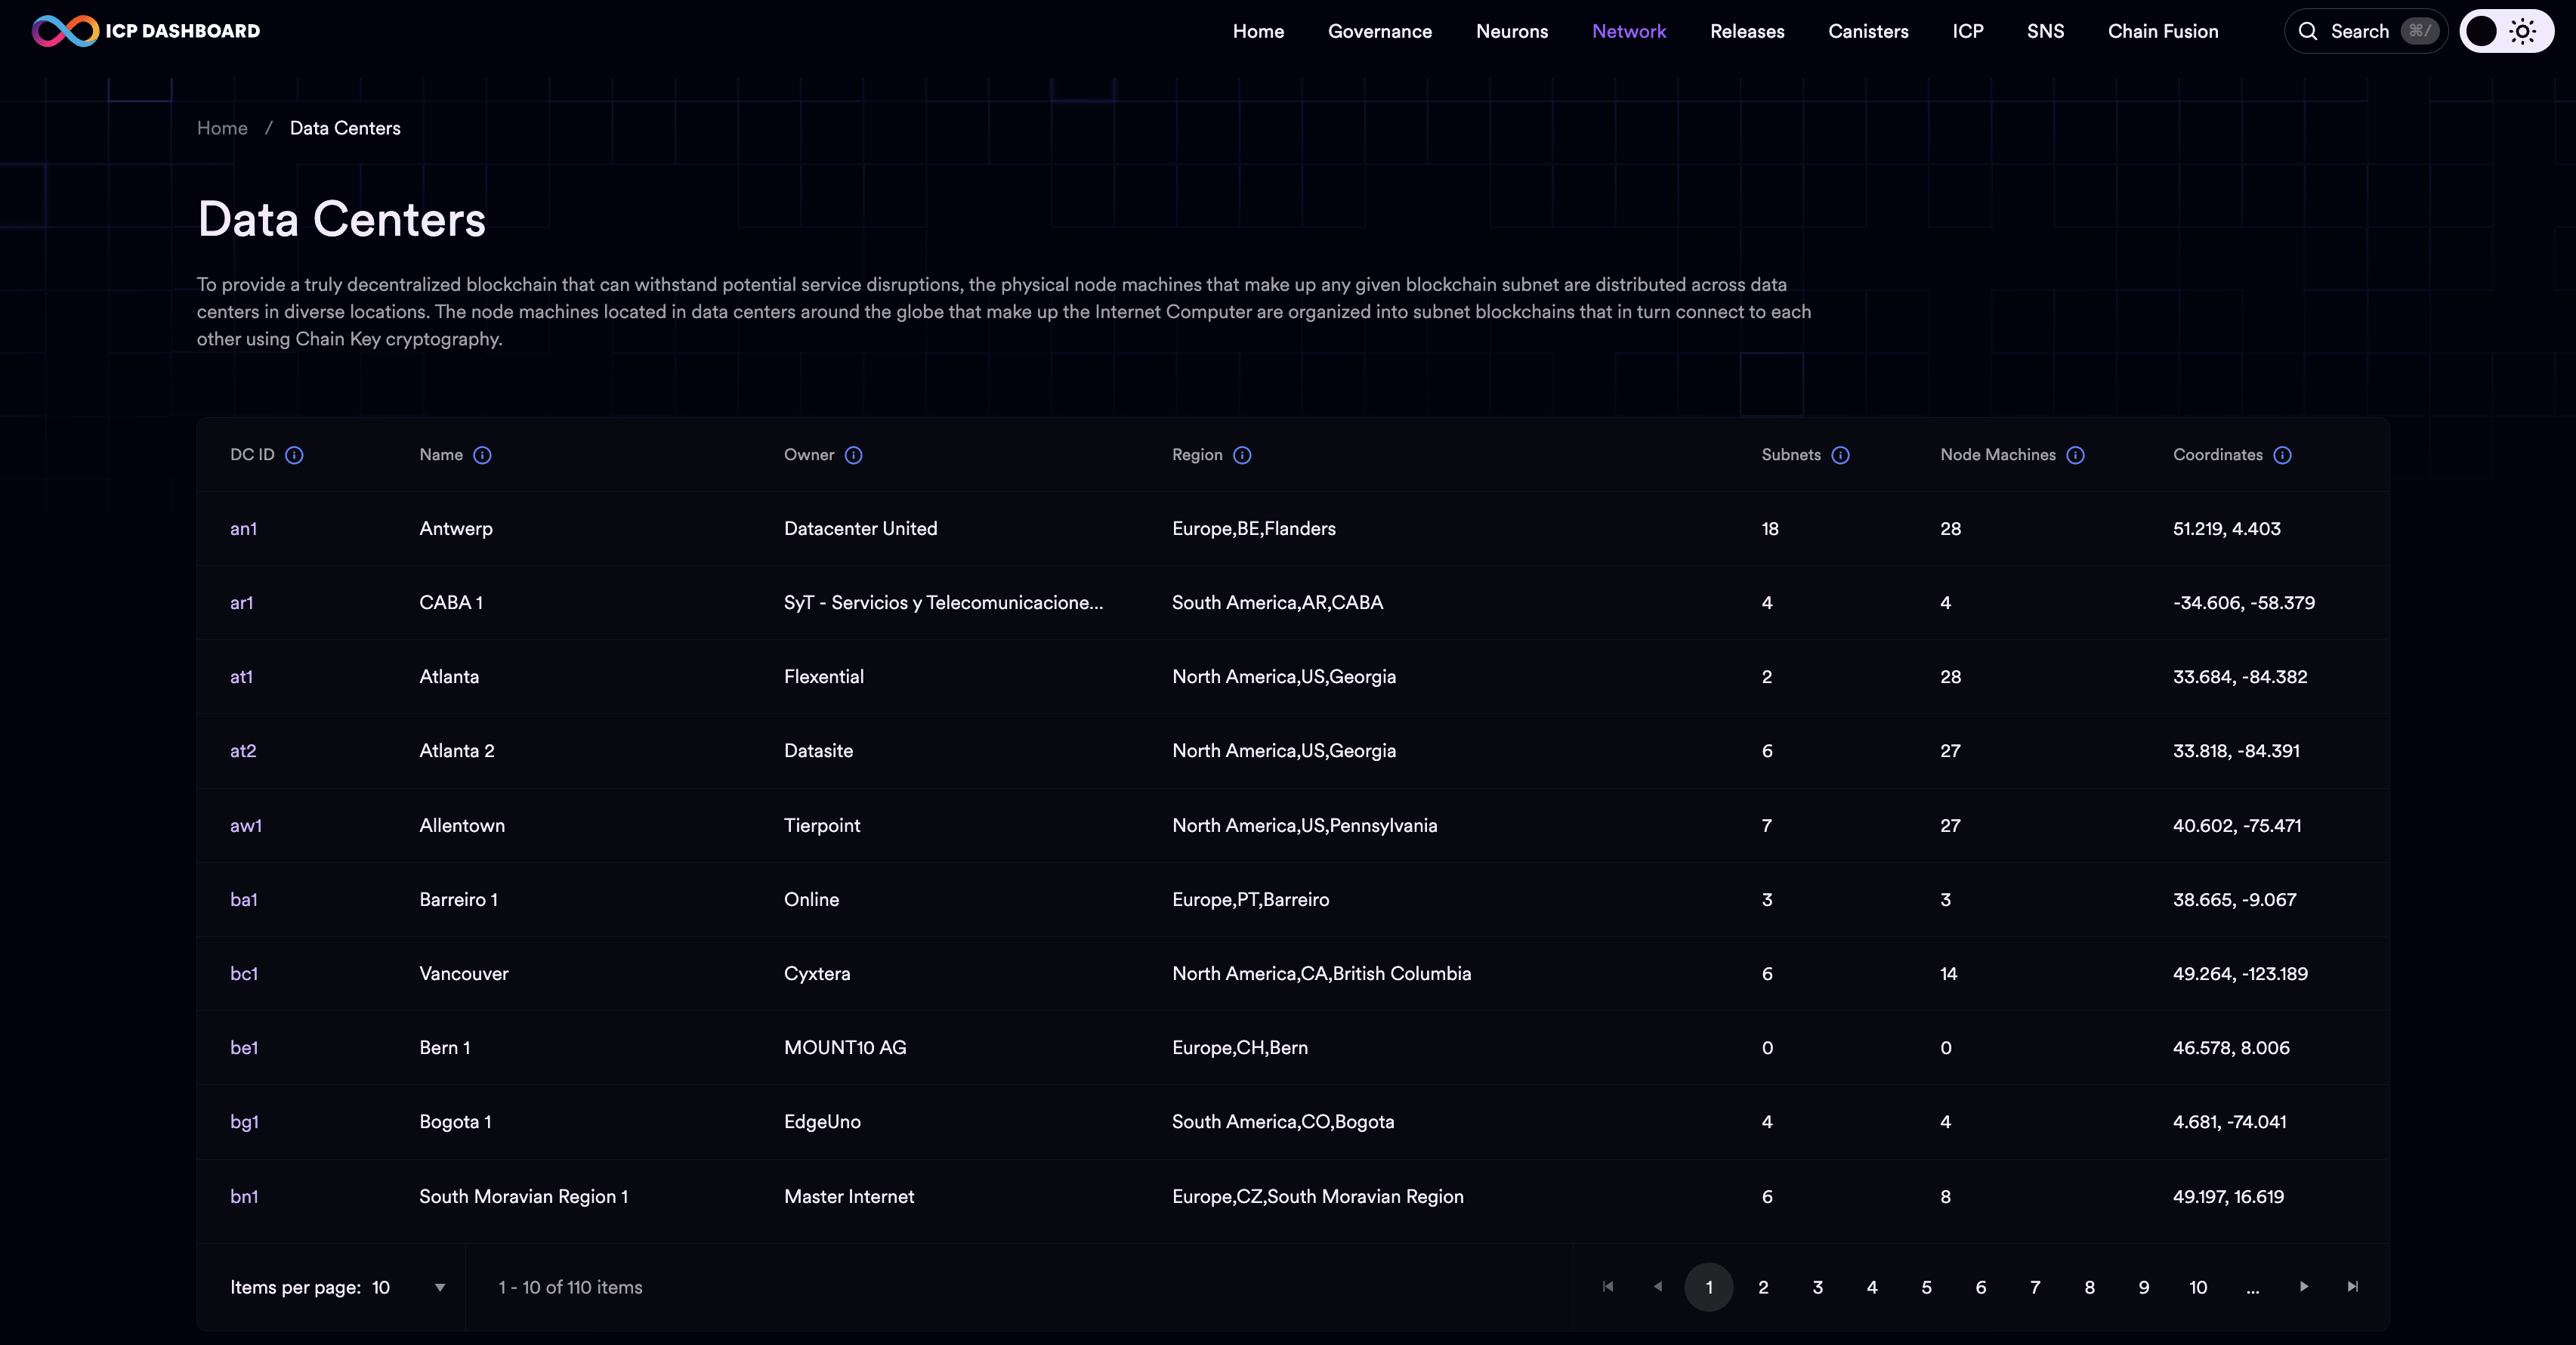 ICP DASHBOARD
Home Governance Neurons Network Releases Canisters ICP SNS Chain Fusion Search ⌘/
Home / Data Centers
Data Centers
To provide a truly decentralized blockchain that can withstand potential service disruptions, the physical node machines that make up any given blockchain subnet are distributed across data
centers in diverse locations. The node machines located in data centers around the globe that make up the Internet Computer are organized into subnet blockchains that in turn connect to each
other using Chain Key cryptography.
DC ID Name Owner Region Subnets Node Machines Coordinates
an1 Antwerp Datacenter United Europe,BE,Flanders 18 28 51.219, 4.403
ar1 CABA 1 SyT - Servicios y Telecomunicacione... South America,AR,CABA 4 4 -34.606, -58.379
at1 Atlanta Flexential North America,US,Georgia 2 28 33.684, -84.382
at2 Atlanta 2 Datasite North America,US,Georgia 6 27 33.818, -84.391
aw1 Allentown Tierpoint North America,US,Pennsylvania 7 27 40.602, -75.471
ba1 Barreiro 1 Online Europe,PT,Barreiro 3 3 38.665, -9.067
bc1 Vancouver Cyxtera North America,CA,British Columbia 6 14 49.264, -123.189
be1 Bern 1 MOUNT10 AG Europe,CH,Bern 0 0 46.578, 8.006
bg1 Bogota 1 EdgeUno South America,CO,Bogota 4 4 4.681, -74.041
bn1 South Moravian Region 1 Master Internet Europe,CZ,South Moravian Region 6 8 49.197, 16.619
Items per page: 10 1 - 10 of 110 items 1 2 3 4 5 6 7 8 9 10 ...